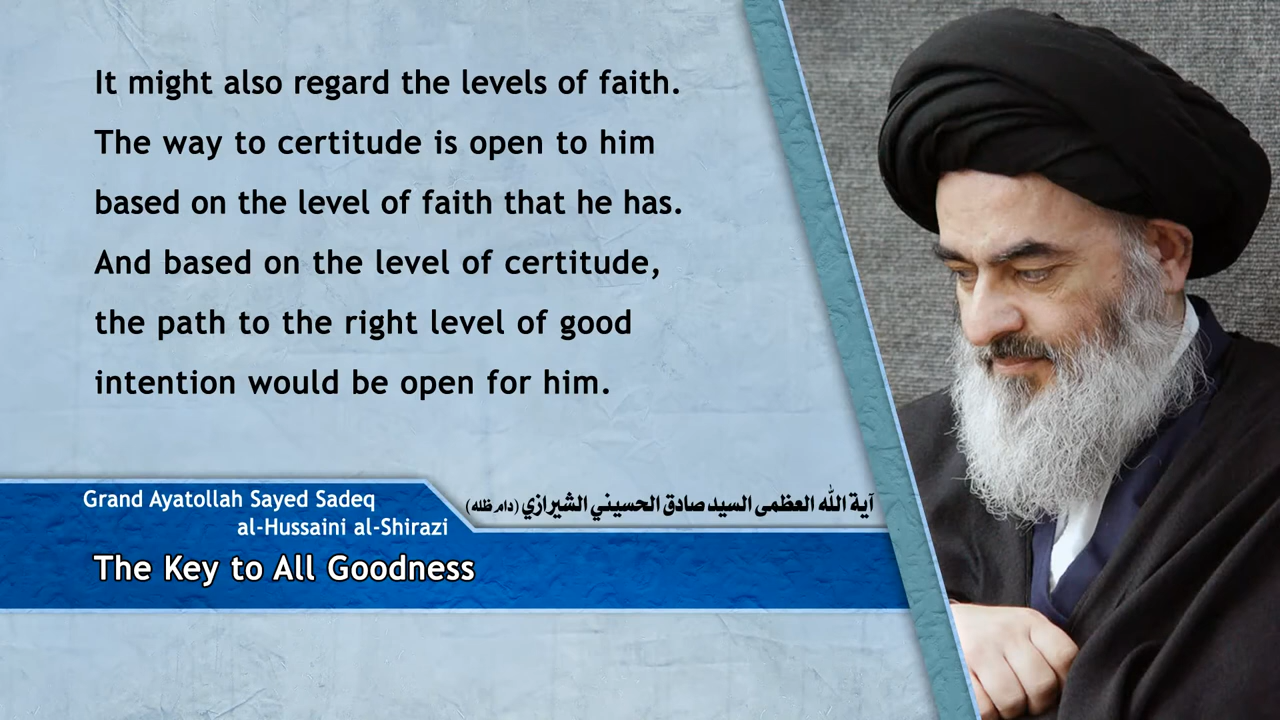 It might also regard the levels of faith.
The way to certitude is open to him
based on the level of faith that he has.
And based on the level of certitude,
the path to the right level of good
intention would be open for him.
Grand Ayatollah Sayed Sadeq
al-Hussaini al-Shirazi
آية الله العظمى السيد صادق الحسيني الشيرازي (دام ظله)
The Key to All Goodness